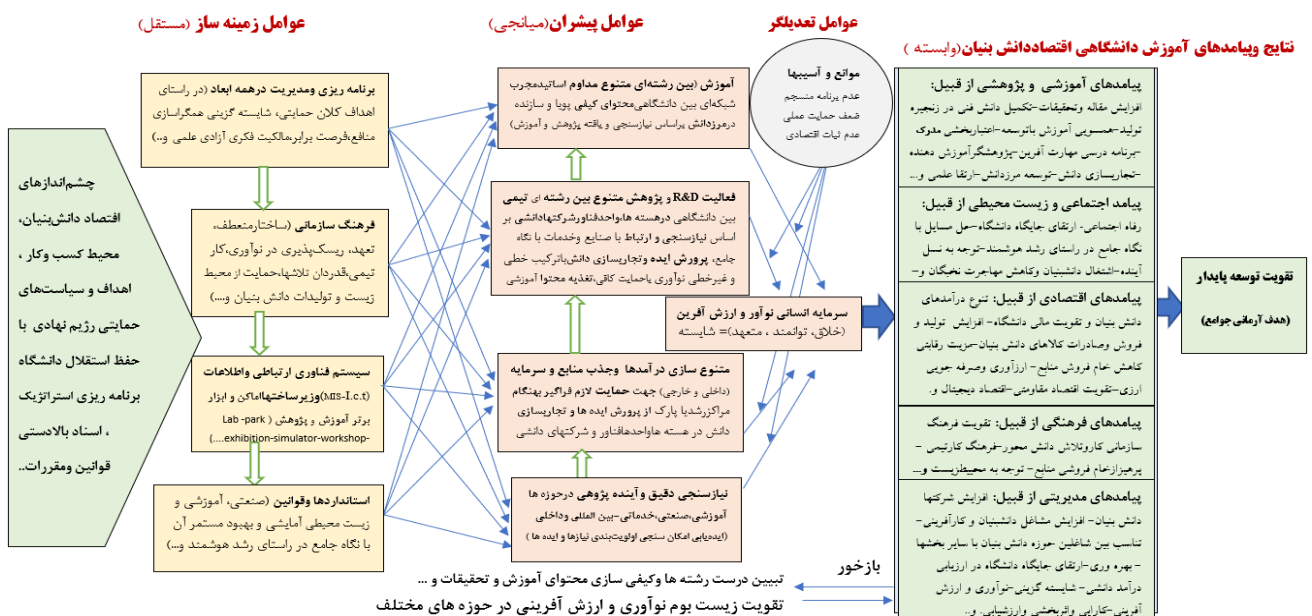 عوامل زمینه ساز (مستقل)
عوامل پیشران(میانجی)
عوامل تعدیلگر
نتایج وپیامدهای آموزش دانشگاهی اقتصاددانش بنیان(وابسته )
چشم‌اندازهای
اقتصاد دانش‌بنیان،
محیط کسب وکار ،
اهداف و سیاست‌های
حمایتی رژیم نهادی با
حفظ استقلال دانشگاه
برنامه ریزی استراتژیک
، اسناد بالادستی
قوانین ومقررات..
برنامه ریزی ومدیریت درهمه ابعاد (در راستای
اهداف کلان حمایتی، شایسته گزینی همگراسازی
منافع،فرصت برابر،مالکیت فکری آزادی علمی و..)
فرهنگ سازمانی (ساختارمنعطف،
تعهد، ریسک‌پذیری در نوآوری،کار
تیمی،قدردان تلاشها،حمایت از محیط
زیست و تولیدات دانش بنیان و....)
سیستم فناوری ارتباطی واطلاعات
(MIS-I.c.t)وزیرساختها(اماکن و ابزار
برتر آموزش و پژوهش ( Lab -park
-exhibition-simulator-workshop....)
استانداردها وقوانین (صنعتی، آموزشی و
زیست محیطی آمایشی و بهبود مستمر آن
با نگاه جامع در راستای رشد هوشمند و...)
آموزش (بین رشته‌ای متنوع مداوم اساتیدمجرب
شبکه‌ای بین دانشگاهی‌محتوای کیفی پویا و سازنده
درمرزدانش براساس نیازسنجی و یافته پژوهش و آموزش)
فعالیت R&D و پژوهش متنوع بین رشته ای تیمی
بین دانشگاهی درهسته ها،واحدفناورشرکتهادانشی بر
اساس نیازسنجی و ارتباط با صنایع وخدمات با نگاه
جامع، پرورش ایده وتجاریسازی دانش‌باترکیب خطی
و غیرخطی نوآوری باحمایت کافی،تغذیه محتوا آموزشی
متنوع سازی درآمدها وجذب منابع و سرمایه
(داخلی و خارجی) جهت حمایت لازم فراگیر بهنگام
مراکزرشدیا پارک از پرورش ایده ها و تجاریسازی
دانش در هسته هاواحدهافناور و شرکتهای دانشی
نیازسنجی دقیق و آینده پژوهی درحوزه ها
آموزشی،صنعتی،خدماتی-بین المللی وداخلی
(ایده‌یابی امکان سنجی اولویت‌بندی نیازها و ایده ها )
موانع و آسیبها
عدم برنامه منسجم
ضعف حمایت عملی
عدم ثبات اقتصادی
سرمایه انسانی نوآور و ارزش آفرین
(خلاق، توانمند ، متعهد)= شایسته
پیامدهای آموزشی و پژوهشی از قبیل:
افزایش مقاله وتحقیقات-تکمیل دانش فنی در زنجیره
تولید-همسویی آموزش باتوسعه-اعتباربخشی مدرک
-برنامه درسی مهارت آفرین-پژوهشگرآموزش دهنده
-تجاریسازی دانش-توسعه مرزدانش-ارتقا علمی و...
پیامد اجتماعی و زیست محیطی از قبیل:
رفاه اجتماعی- ارتقای جایگاه دانشگاه-حل مسایل با
نگاه جامع در راستای رشد هوشمند-توجه به نسل
آینده-اشتغال دانشبنیان وکاهش مهاجرت نخبگان و-
پیامدهای اقتصادی از قبیل: تنوع درآمدهای
دانش بنیان و تقویت مالی دانشگاه- افزایش تولید و
فروش وصادرات کالاهای دانش بنیان-مزیت رقابتی
کاهش خام فروش منابع- ارزآوری وصرفه جویی
ارزی-تقویت اقتصاد مقاومتی-اقتصاد دیجیتال و.
پیامدهای فرهنگی از قبیل: تقویت فرهنگ
سازمانی کاروتلاش دانش محور-فرهنگ کارتیمی -
پرهیزازخام فروشی منابع- توجه به محیط‌زیست و...
پیامدهای مدیریتی از قبیل: افزایش شرکتها
دانش بنیان- افزایش مشاغل دانشبنیان و کارآفرینی-
تناسب بین شاغلین حوزه دانش بنیان با سایر بخشها
- بهره وری-ارتقای جایگاه دانشگاه در ارزیابی
درآمد دانشی- شایسته گزینی-نوآوری و ارزش
آفرینی-کارایی واثربخشی وارزشیابی. و..
تقویت توسعه پایدار
(هدف آرمانی جوامع)
بازخور
تبیین درست رشته ها وکیفی سازی محتوای آموزش و تحقیقات و ...
تقویت زیست بوم نوآوری و ارزش آفرینی در حوزه های مختلف